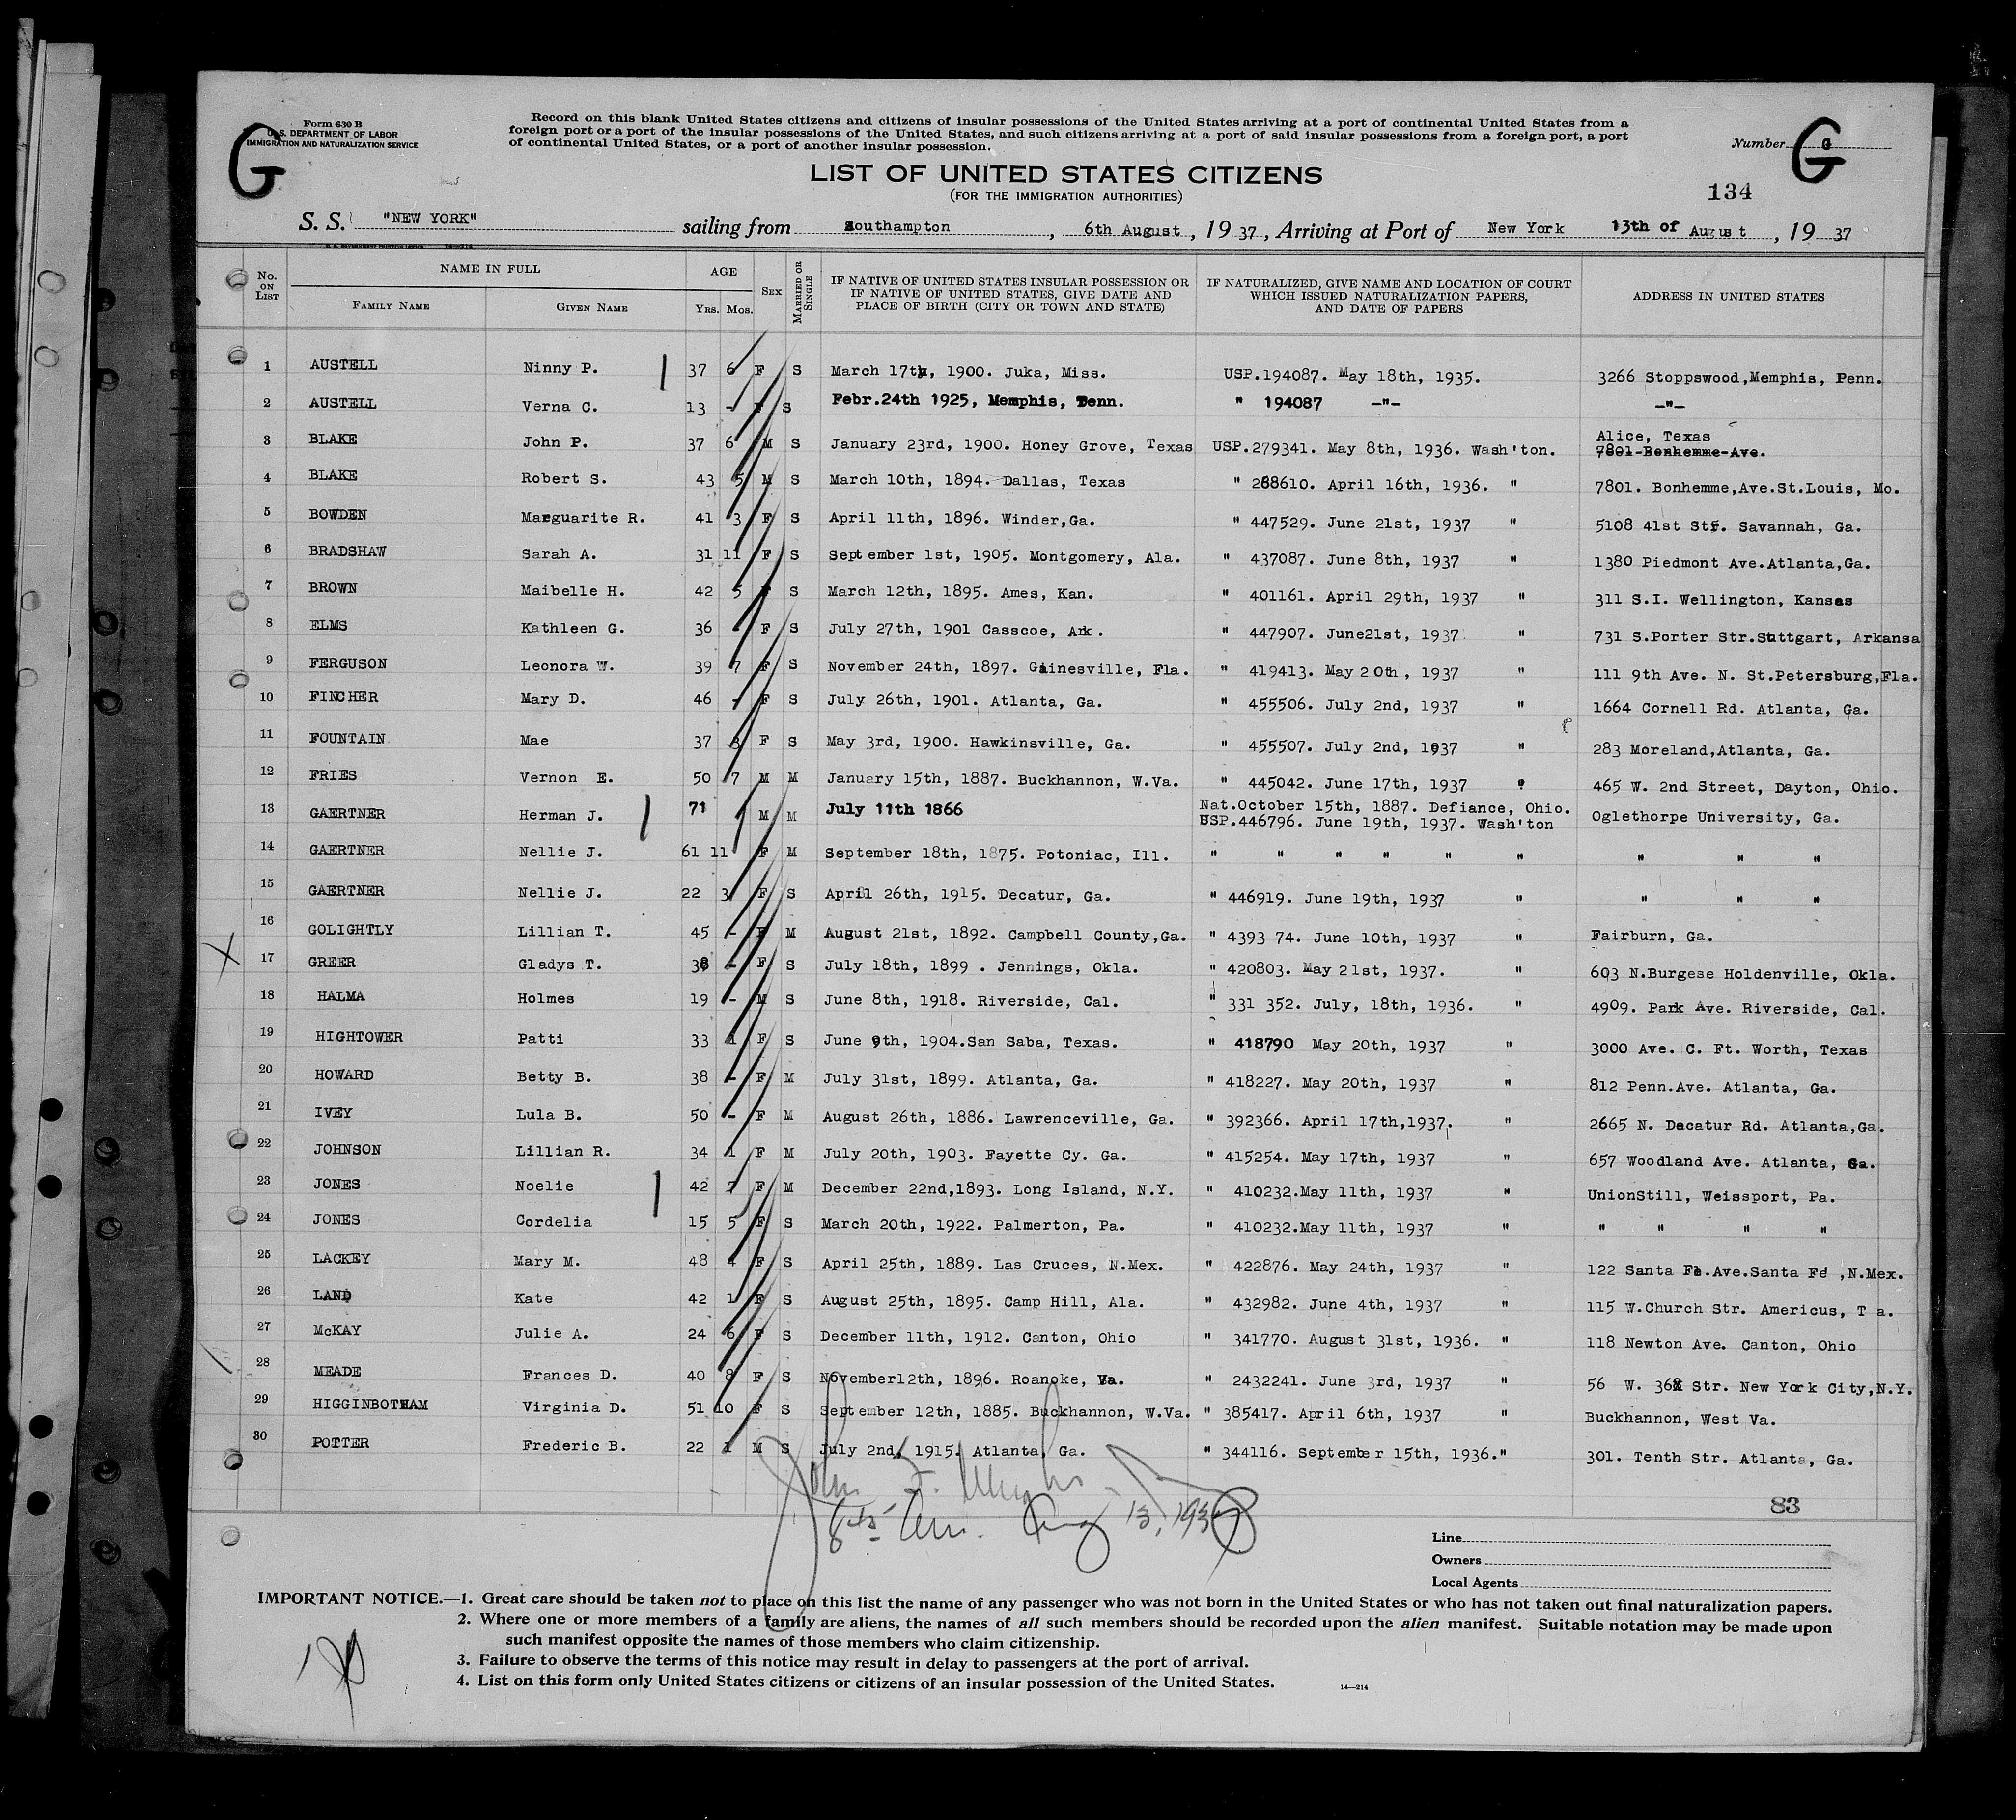 Form 630 B
U.S. DEPARTMENT OF LABOR
IMMIGRATION AND NATURALIZATION SERVICE
G
Record on this blank United States citizens and citizens of insular possessions of the United States arriving at a port of continental United States from a
foreign port or a port of the insular possessions of the United States, and such citizens arriving at a port of said insular possessions from a foreign port, a port
of continental United States, or a port of another insular possession.
Number G
G
LIST OF UNITED STATES CITIZENS
(FOR THE IMMIGRATION AUTHORITIES)
134
S. S. "NEW YORK" sailing from Southampton, 6th August, 1937, Arriving at Port of New York 13th of August, 1937
No. ON LIST NAME IN FULL AGE SEX MARRIED OR SINGLE IF NATIVE OF UNITED STATES INSULAR POSSESSION OR IF NATIVE OF UNITED STATES, GIVE DATE AND PLACE OF BIRTH (CITY OR TOWN AND STATE) IF NATURALIZED, GIVE NAME AND LOCATION OF COURT WHICH ISSUED NATURALIZATION PAPERS, AND DATE OF PAPERS ADDRESS IN UNITED STATES
FAMILY NAME GIVEN NAME YRS. MOS.
1 AUSTELL Ninny P. 37 6 F S March 17th, 1900. Juka, Miss. USP.194087. May 18th, 1935. 3266 Stoppswood,Memphis, Penn.
2 AUSTELL Verna C. 13 - F S Febr.24th 1925, Memphis, Tenn. " 194087 -"- -"-
3 BLAKE John P. 37 6 M S January 23rd, 1900. Honey Grove, Texas USP.279341. May 8th, 1936. Wash'ton. Alice, Texas
7801-Bonhemme-Ave.
4 BLAKE Robert S. 43 5 M S March 10th, 1894. Dallas, Texas " 268610. April 16th, 1936. " 7801. Bonhemme,Ave.St.Louis, Mo.
5 BOWDEN Marguarite R. 41 3 F S April 11th, 1896. Winder,Ga. " 447529. June 21st, 1937 " 5108 41st Str. Savannah, Ga.
6 BRADSHAW Sarah A. 31 11 F S September 1st, 1905. Montgomery, Ala. " 437087. June 8th, 1937 " 1380 Piedmont Ave.Atlanta,Ga.
7 BROWN Maibelle H. 42 5 F S March 12th, 1895. Ames, Kan. " 401161. April 29th, 1937 " 311 S.I. Wellington, Kansas
8 ELMS Kathleen G. 36 - F S July 27th, 1901 Casscoe, Ark. " 447907. June21st, 1937. " 731 S.Porter Str.Stuttgart, Arkansa
9 FERGUSON Leonora W. 39 7 F S November 24th, 1897. Gainesville, Fla. " 419413. May 20th, 1937 " 111 9th Ave. N. St.Petersburg,Fla.
10 FINCHER Mary D. 46 - F S July 26th, 1901. Atlanta, Ga. " 455506. July 2nd, 1937 " 1664 Cornell Rd. Atlanta, Ga.
11 FOUNTAIN Mae 37 3 F S May 3rd, 1900. Hawkinsville, Ga. " 455507. July 2nd, 1937 " 283 Moreland,Atlanta, Ga.
12 FRIES Vernon E. 50 7 M M January 15th, 1887. Buckhannon, W.Va. " 445042. June 17th, 1937 " 465 W. 2nd Street, Dayton, Ohio.
13 GAERTNER Herman J. 71 M M July 11th 1866 Nat.October 15th, 1887. Defiance, Ohio. Oglethorpe University, Ga.
USP.446796. June 19th, 1937. Wash'ton
14 GAERTNER Nellie J. 61 11 F M September 18th, 1875. Potoniac, Ill. " " " " " " " " "
15 GAERTNER Nellie J. 22 3 F S April 26th, 1915. Decatur, Ga. " 446919. June 19th, 1937 " " " "
16 GOLIGHTLY Lillian T. 45 - F M August 21st, 1892. Campbell County,Ga. " 4393 74. June 10th, 1937 " Fairburn, Ga.
17 GREER Gladys T. 38 - F S July 18th, 1899 . Jennings, Okla. " 420803. May 21st, 1937. " 603 N.Burgese Holdenville, Okla.
18 HALMA Holmes 19 - M S June 8th, 1918. Riverside, Cal. " 331 352. July, 18th, 1936. " 4909. Park Ave. Riverside, Cal.
19 HIGHTOWER Patti 33 1 F S June 9th, 1904.San Saba, Texas. " 418790 May 20th, 1937 " 3000 Ave. C. Ft. Worth, Texas
20 HOWARD Betty B. 38 - F M July 31st, 1899. Atlanta, Ga. " 418227. May 20th, 1937 " 812 Penn.Ave. Atlanta, Ga.
21 IVEY Lula B. 50 - F M August 26th, 1886. Lawrenceville, Ga. " 392366. April 17th,1937. " 2665 N. Decatur Rd. Atlanta,Ga.
22 JOHNSON Lillian R. 34 1 F M July 20th, 1903. Fayette Cy. Ga. " 415254. May 17th, 1937 " 657 Woodland Ave. Atlanta, Ga.
23 JONES Noelie 42 7 F M December 22nd,1893. Long Island, N.Y. " 410232.May 11th, 1937 " UnionStill, Weissport, Pa.
24 JONES Cordelia 15 5 F S March 20th, 1922. Palmerton, Pa. " 410232.May 11th, 1937 " " " " "
25 LACKEY Mary M. 48 4 F S April 25th, 1889. Las Cruces, N.Mex. " 422876. May 24th, 1937 " 122 Santa Fe.Ave.Santa Fe ,N.Mex.
26 LAND Kate 42 1 F S August 25th, 1895. Camp Hill, Ala. " 432982. June 4th, 1937 " 115 W.Church Str. Americus, T a.
27 McKAY Julie A. 24 6 F S December 11th, 1912. Canton, Ohio " 341770. August 31st, 1936. " 118 Newton Ave. Canton, Ohio
28 MEADE Frances D. 40 8 F S November12th, 1896. Roanoke, Va. " 2432241. June 3rd, 1937 " 56 W. 36 Str. New York City,N.Y.
29 HIGGINBOTHAM Virginia D. 51 10 F S September 12th, 1885. Buckhannon, W.Va. " 385417. April 6th, 1937 " Buckhannon, West Va.
30 POTTER Frederic B. 22 1 M S July 2nd, 1915. Atlanta, Ga. " 344116. September 15th, 1936." 301. Tenth Str. Atlanta, Ga.
John F.
Aug 13, 1937
83
Line
Owners
Local Agents
IMPORTANT NOTICE.—1. Great care should be taken not to place on this list the name of any passenger who was not born in the United States or who has not taken out final naturalization papers.
2. Where one or more members of a family are aliens, the names of all such members should be recorded upon the alien manifest. Suitable notation may be made upon
such manifest opposite the names of those members who claim citizenship.
3. Failure to observe the terms of this notice may result in delay to passengers at the port of arrival.
4. List on this form only United States citizens or citizens of an insular possession of the United States.
14—214